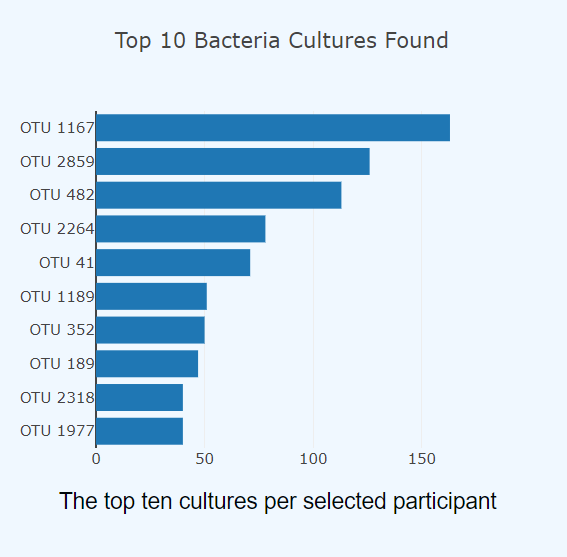 Top 10 Bacteria Cultures Found
OTU 1167
OTU 2859
OTU 482
OTU 2264
OTU 41
OTU 1189
OTU 352
OTU 189
OTU 2318
OTU 1977
0 50 100 150
The top ten cultures per selected participant